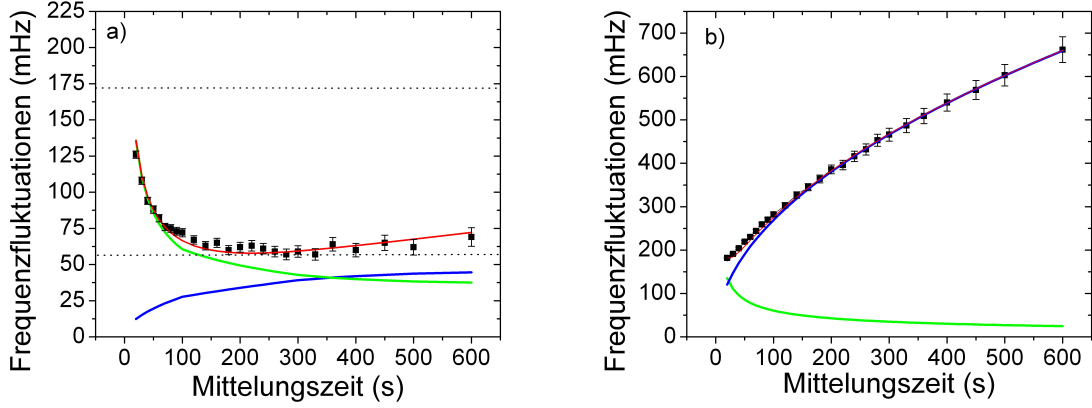 a)
Frequenzfluktuationen (mHz)
225
200
175
150
125
100
75
50
25
0
0 100 200 300 400 500 600
Mittelungszeit (s)
b)
Frequenzfluktuationen (mHz)
700
600
500
400
300
200
100
0
0 100 200 300 400 500 600
Mittelungszeit (s)